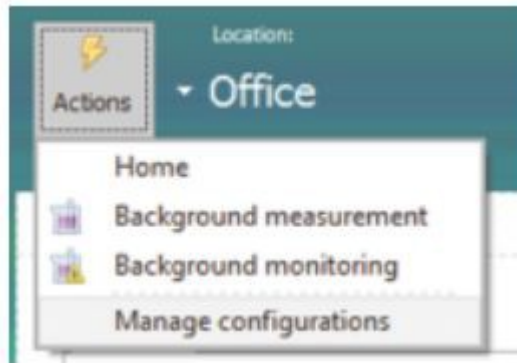 Location:
Actions
Office
Home
Background measurement
Background monitoring
Manage configurations